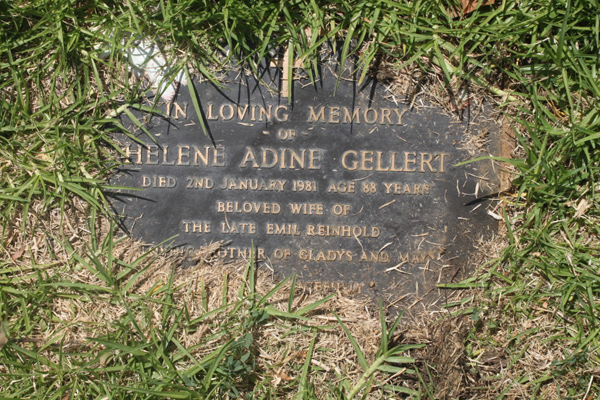 IN LOVING MEMORY
OF
HELENE ADINE GELLERT
DIED 2ND JANUARY 1981 AGE 88 YEARS
BELOVED WIFE OF
THE LATE EMIL REINHOLD
MOTHER OF GLADYS AND